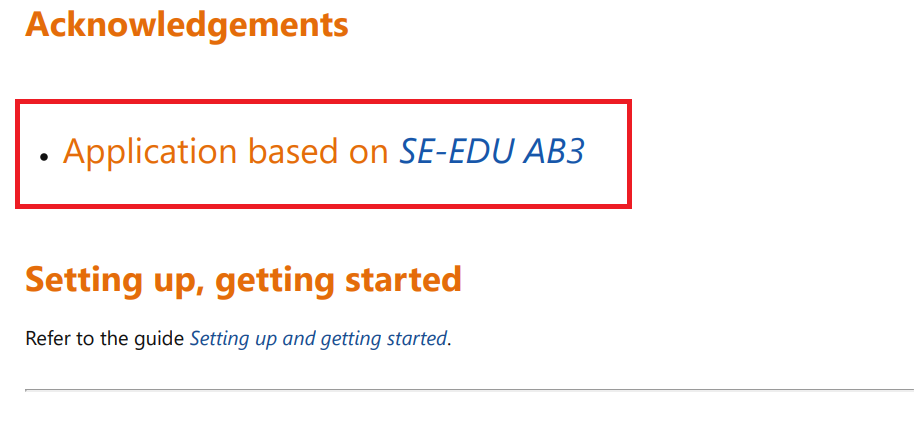 Acknowledgements
• Application based on SE-EDU AB3
Setting up, getting started
Refer to the guide Setting up and getting started.